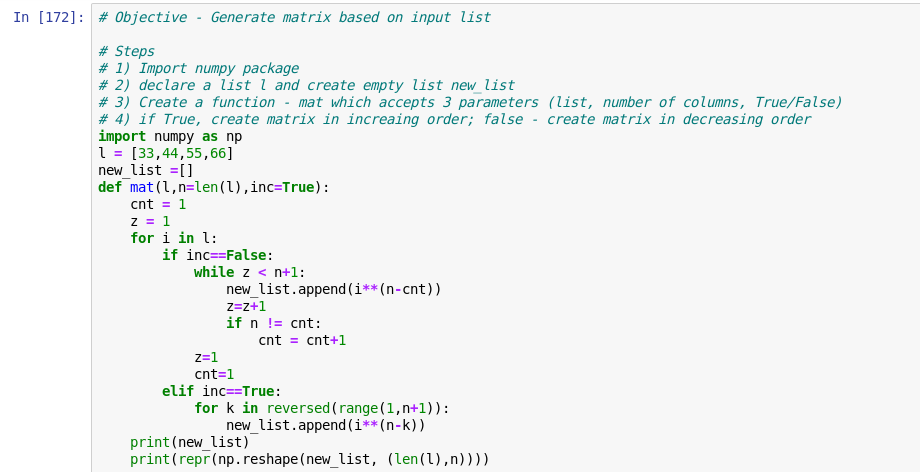 In [172]: # Objective - Generate matrix based on input list

# Steps
# 1) Import numpy package
# 2) declare a list l and create empty list new_list
# 3) Create a function - mat which accepts 3 parameters (list, number of columns, True/False)
# 4) if True, create matrix in increaing order; false - create matrix in decreasing order
import numpy as np
l = [33,44,55,66]
new_list =[]
def mat(l,n=len(l),inc=True):
    cnt = 1
    z = 1
    for i in l:
        if inc==False:
            while z < n+1:
                new_list.append(i**(n-cnt))
                z=z+1
                if n != cnt:
                    cnt = cnt+1
            z=1
            cnt=1
        elif inc==True:
            for k in reversed(range(1,n+1)):
                new_list.append(i**(n-k))
    print(new_list)
    print(repr(np.reshape(new_list, (len(l),n))))